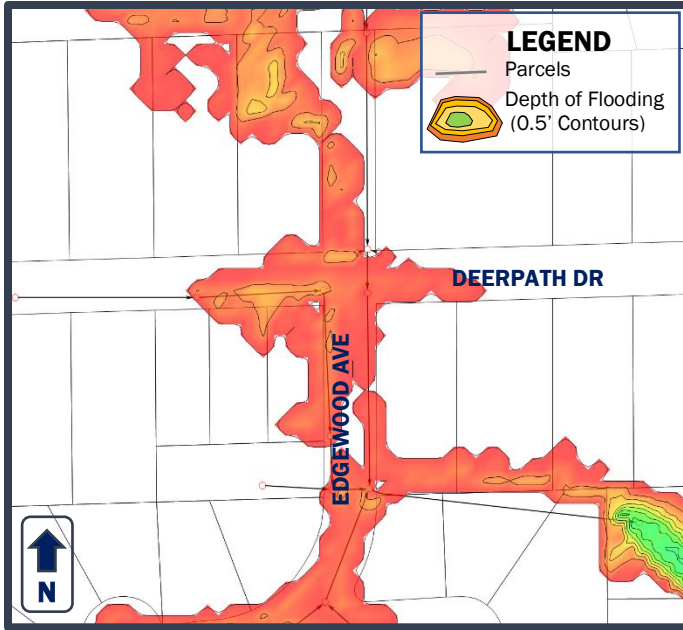 LEGEND
Parcels
Depth of Flooding
(0.5' Contours)
DEERPATH DR
EDGEWOOD AVE
N